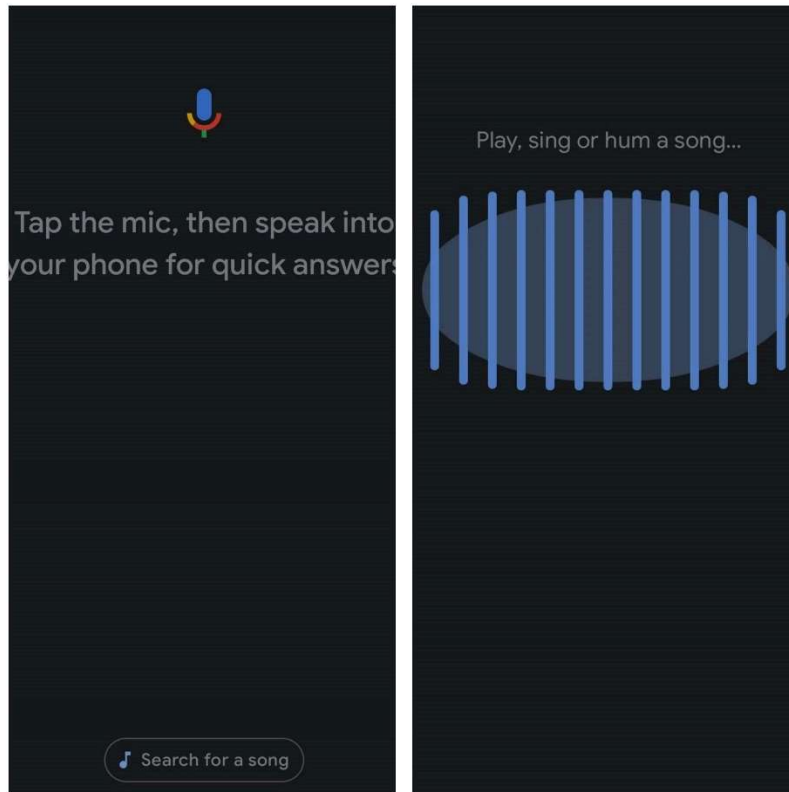 Tap the mic, then speak into
your phone for quick answers
Search for a song
Play, sing or hum a song...